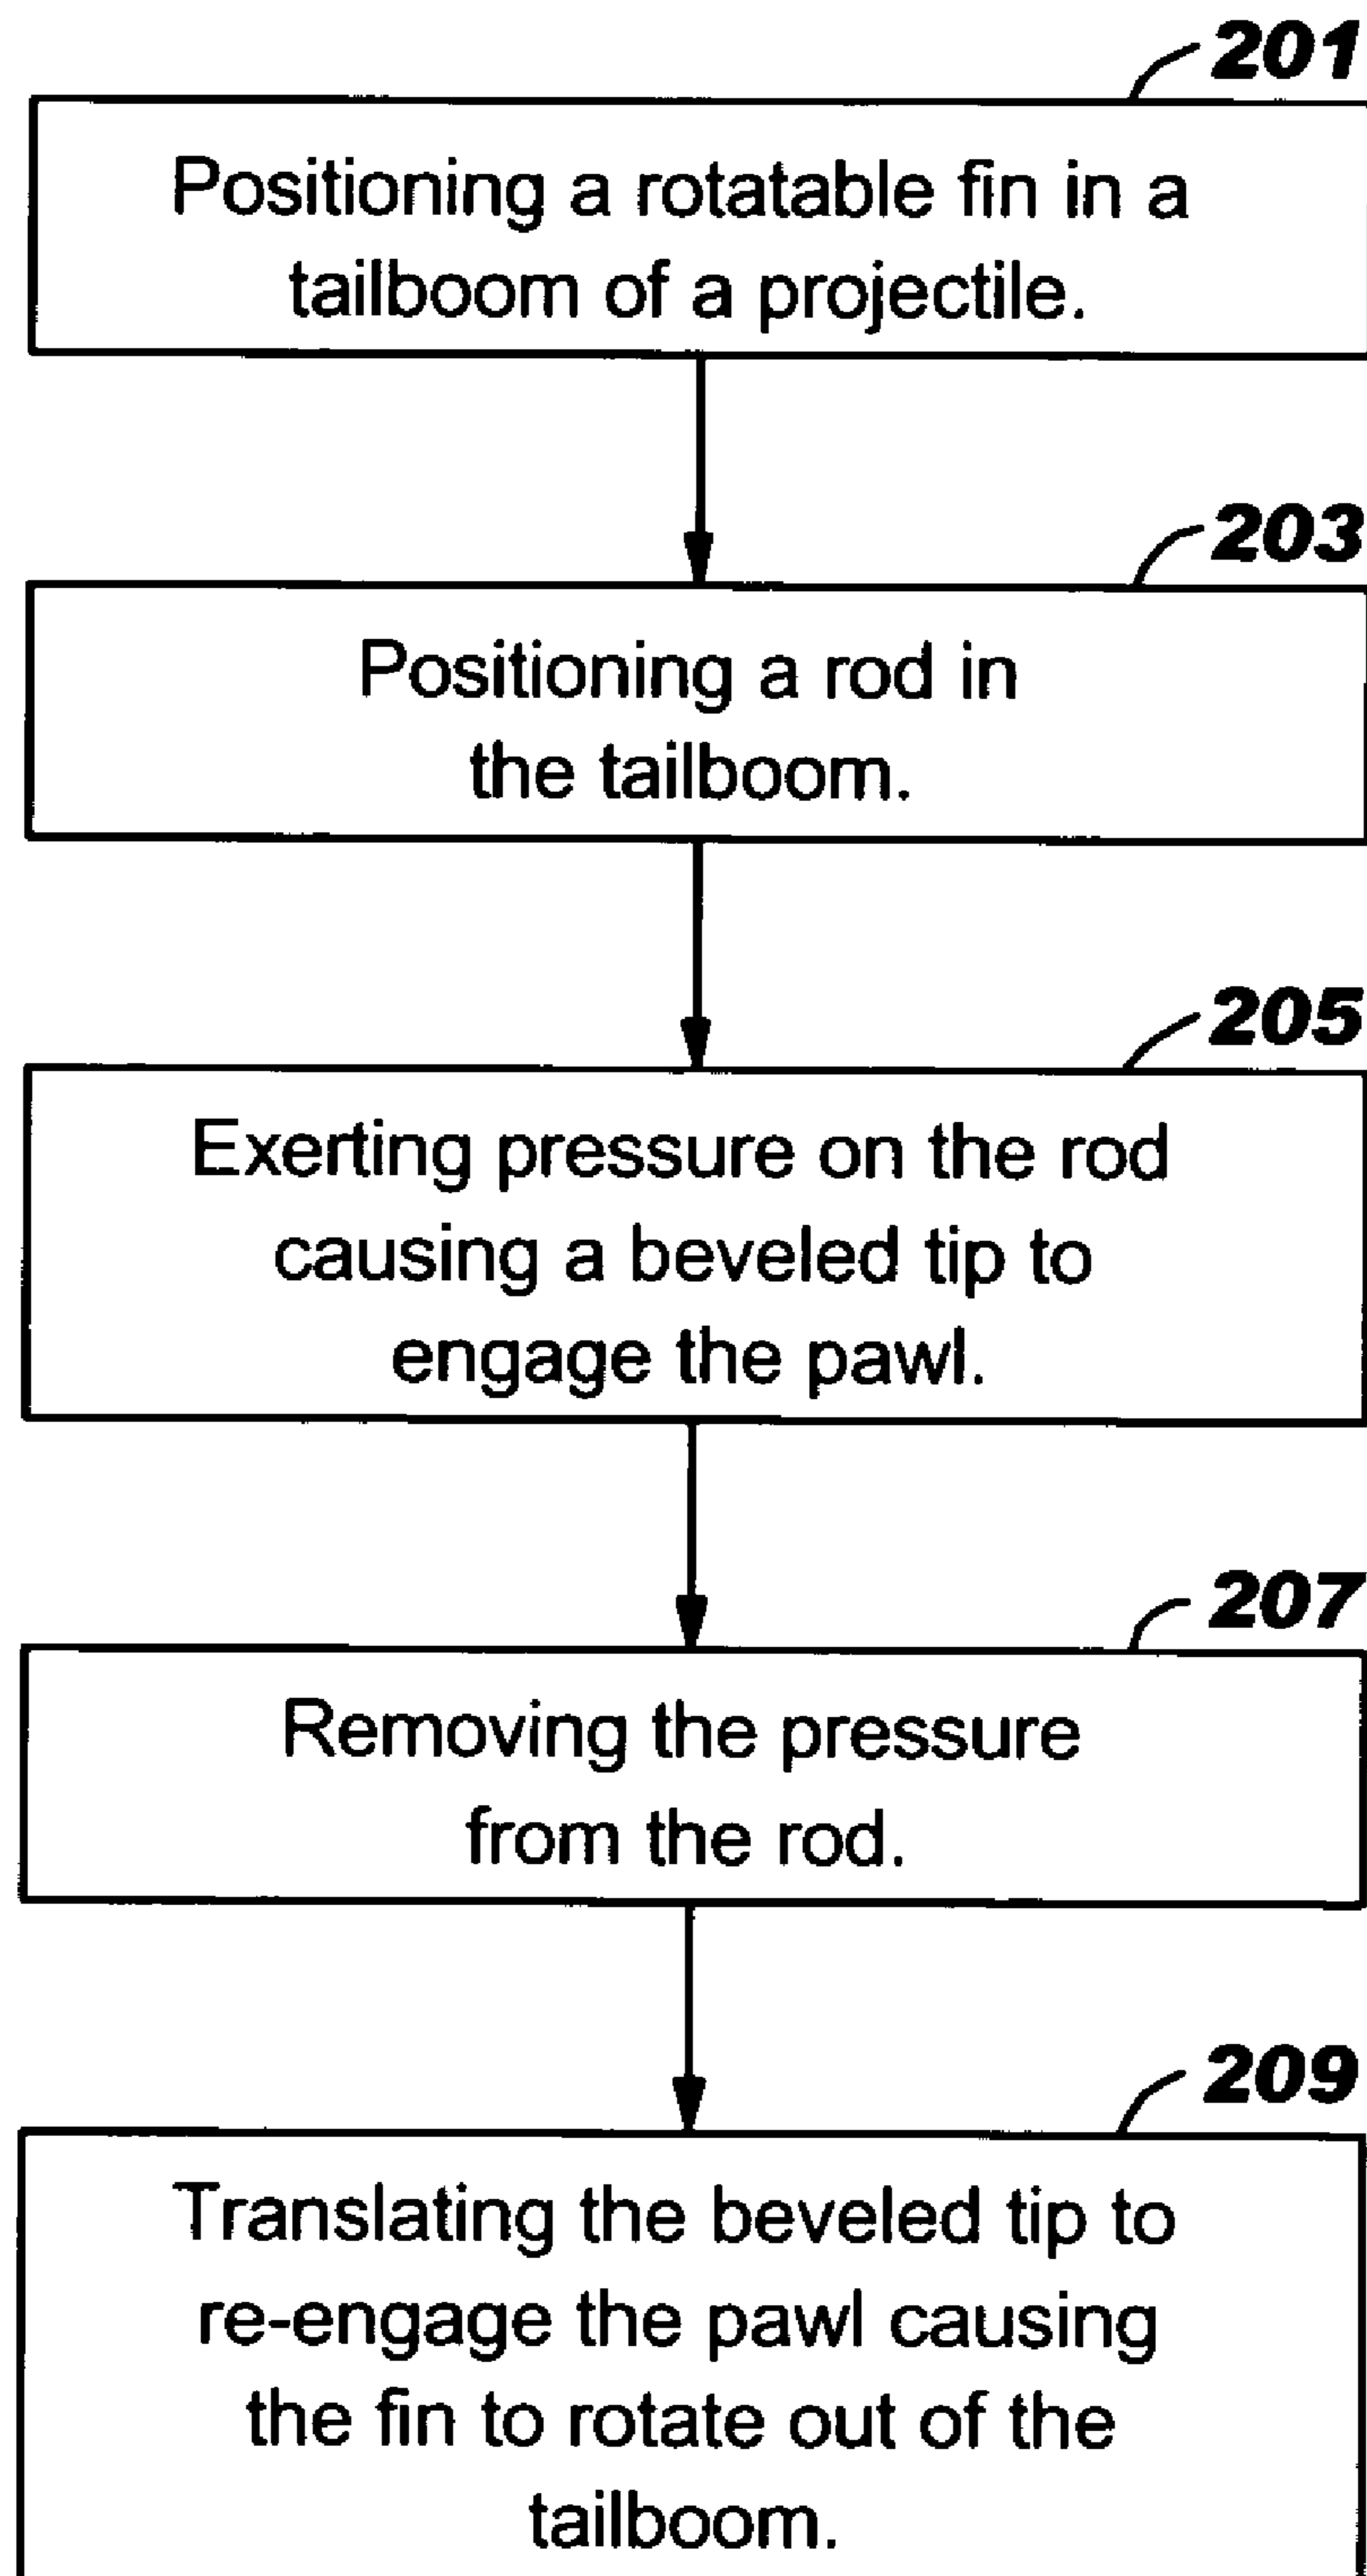 201
Positioning a rotatable fin in a
tailboom of a projectile.
203
Positioning a rod in
the tailboom.
205
Exerting pressure on the rod
causing a beveled tip to
engage the pawl.
207
Removing the pressure
from the rod.
209
Translating the beveled tip to
re-engage the pawl causing
the fin to rotate out of the
tailboom.